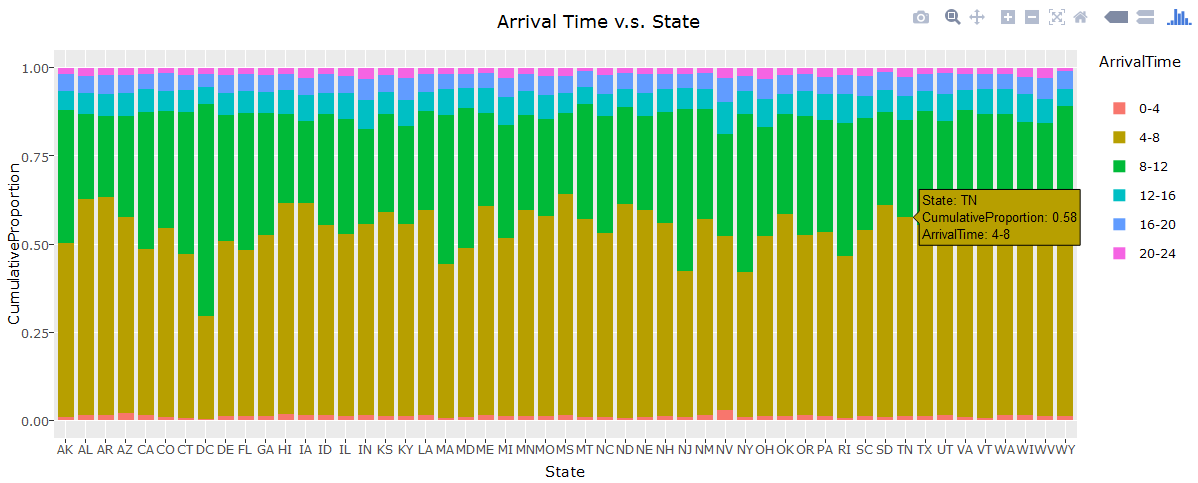 Arrival Time v.s. State
CumulativeProportion
1.00
0.75
0.50
0.25
0.00
AK AL AR AZ CA CO CT DC DE FL GA HI IA ID IL IN KS KY LA MA MD ME MI MN MO MS MT NC ND NE NH NJ NM NV NY OH OK OR PA RI SC SD TN TX UT VA VT WA WI WV WY
State
State: TN
CumulativeProportion: 0.58
ArrivalTime: 4-8
ArrivalTime
0-4
4-8
8-12
12-16
16-20
20-24